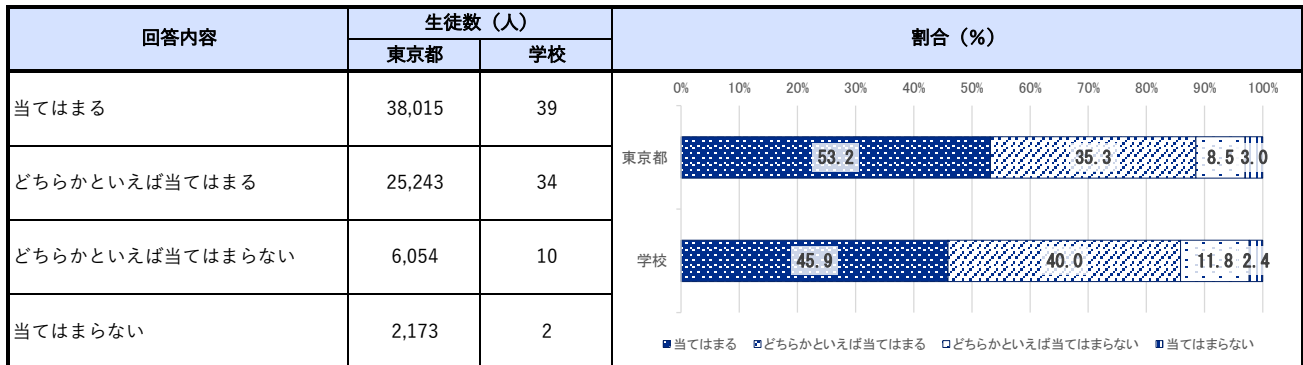 回答内容
生徒数（人）
割合（%）
東京都
学校
当てはまる
38,015
39
どちらかといえば当てはまる
25,243
34
どちらかといえば当てはまらない
6,054
10
当てはまらない
2,173
2
0% 10% 20% 30% 40% 50% 60% 70% 80% 90% 100%
東京都 53.2 35.3 8.5 3.0
学校 45.9 40.0 11.8 2.4
当てはまる どちらかといえば当てはまる どちらかといえば当てはまらない 当てはまらない